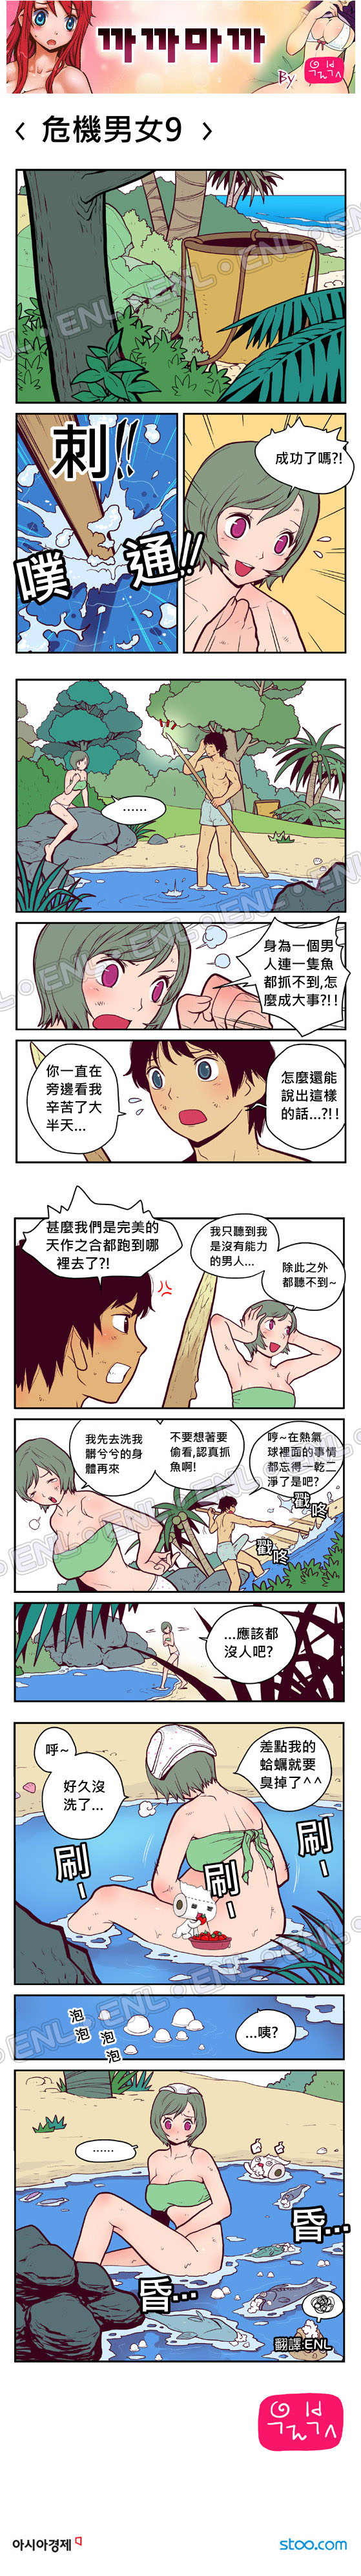 까까마까
By.
〈 危機男女9 〉
刺!!
噗
通!!
成功了嗎?!
......
身為一個男
人連一隻魚
都抓不到,怎
麼成大事?!!
你一直在
旁邊看我
辛苦了大
半天...
怎麼還能
說出這樣
的話...?!!
甚麼我們是完美的
天作之合都跑到哪
裡去了?!
我只聽到我
是沒有能力
的男人...
除此之外
都聽不到~
我先去洗我
髒兮兮的身
體再來
不要想著要
偷看,認真抓
魚啊!
哼~在熱氣
球裡面的事情
都忘得一乾二
淨了是吧?
戳
咚
戳
咚
...應該都
沒人吧?
呼~
好久沒
洗了...
差點我的
蛤蠣就要
臭掉了^^
刷~
刷~
刷~
泡
泡
泡
泡
...咦?
......
昏...
昏...
翻譯:ENL
아시아경제
stoo.com
ENL